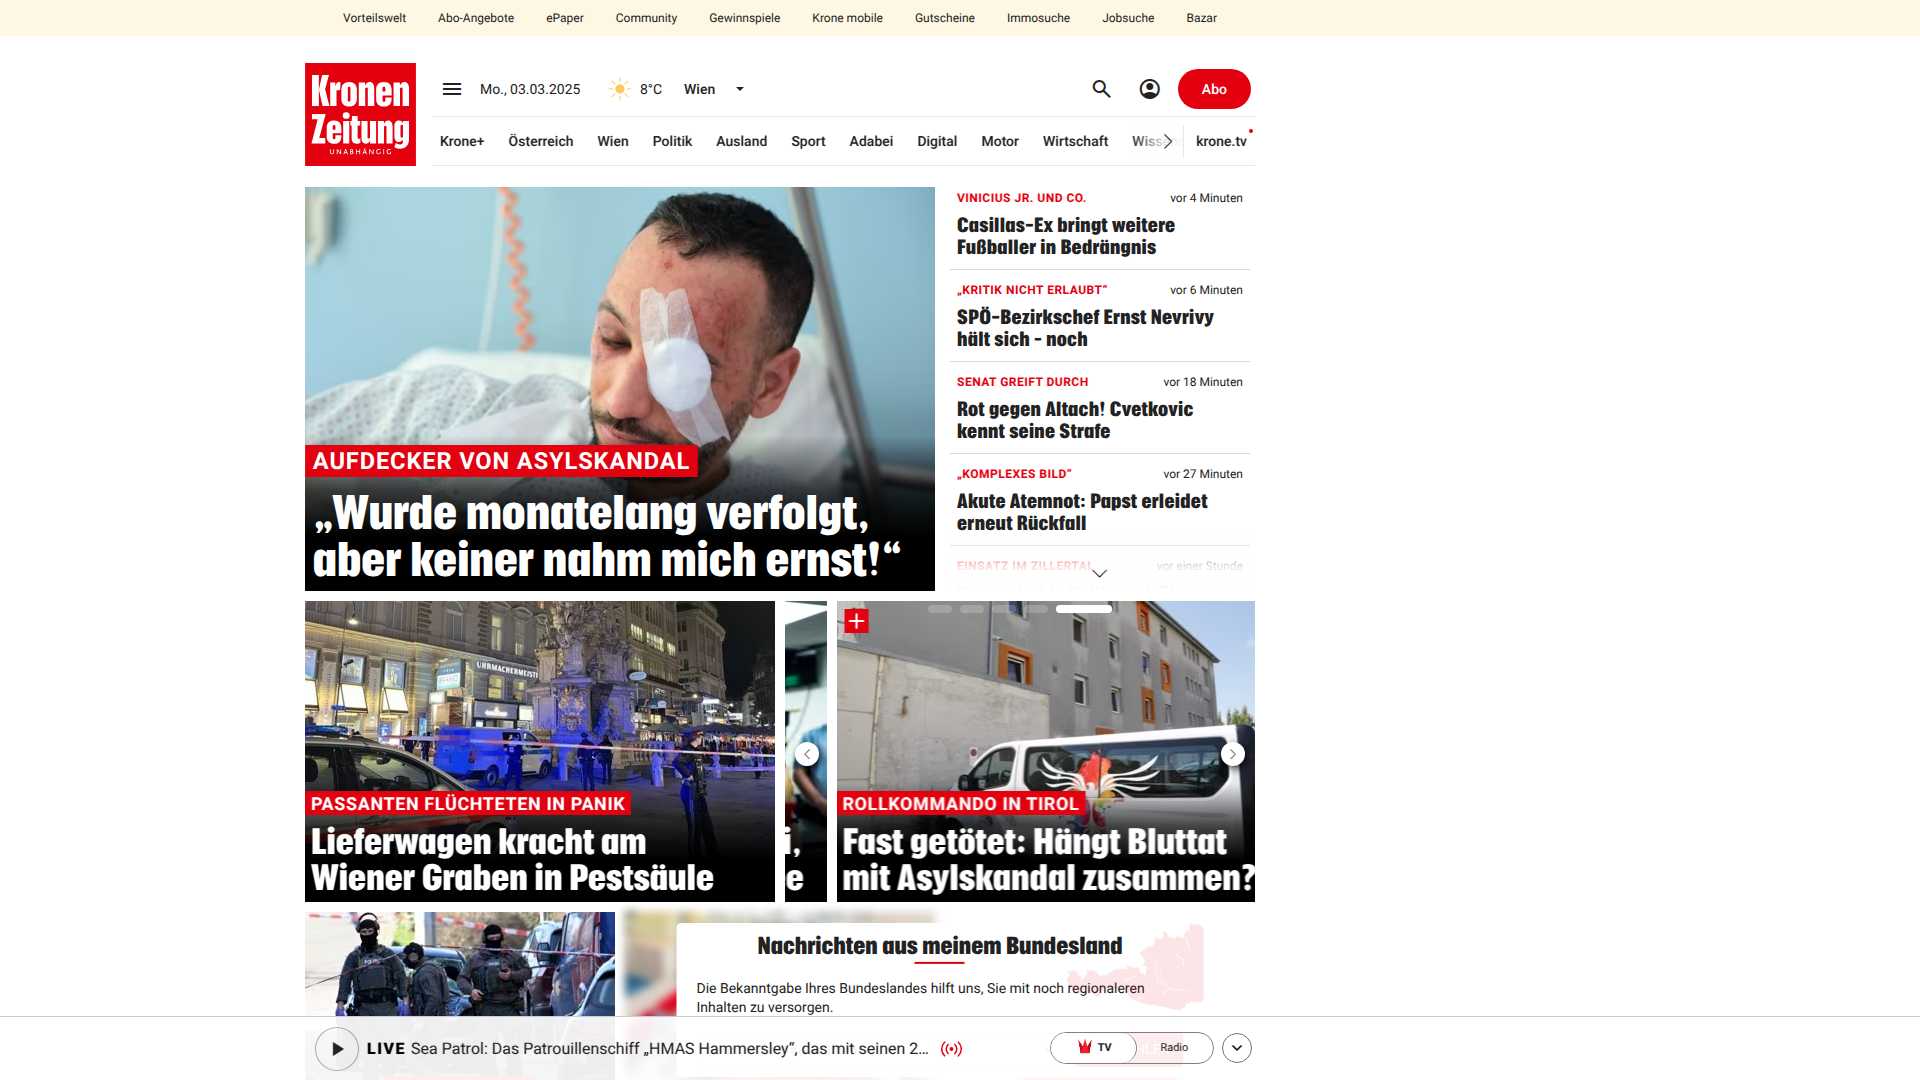 Vorteilswelt Abo-Angebote ePaper Community Gewinnspiele Krone mobile Gutscheine Immosuche Jobsuche Bazar
Kronen
Zeitung
UNABHÄNGIG
Mo., 03.03.2025 8°C Wien
Abo
Krone+ Österreich Wien Politik Ausland Sport Adabei Digital Motor Wirtschaft krone.tv
AUFDECKER VON ASYLSKANDAL
„Wurde monatelang verfolgt,
aber keiner nahm mich ernst!“
VINICIUS JR. UND CO. vor 4 Minuten
Casillas-Ex bringt weitere
Fußballer in Bedrängnis
„KRITIK NICHT ERLAUBT“ vor 6 Minuten
SPÖ-Bezirkschef Ernst Nevrivy
hält sich – noch
SENAT GREIFT DURCH vor 18 Minuten
Rot gegen Altach! Cvetkovic
kennt seine Strafe
„KOMPLEXES BILD“ vor 27 Minuten
Akute Atemnot: Papst erleidet
erneut Rückfall
EINSATZ IM ZILLERTAL vor einer Stunde
UHRMACHERMEISTE
PASSANTEN FLÜCHTETEN IN PANIK
Lieferwagen kracht am
Wiener Graben in Pestsäule
i,
e
ROLLKOMMANDO IN TIROL
Fast getötet: Hängt Bluttat
mit Asylskandal zusammen?
Nachrichten aus meinem Bundesland
Die Bekanntgabe Ihres Bundeslandes hilft uns, Sie mit noch regionaleren
Inhalten zu versorgen.
LIVE Sea Patrol: Das Patrouillenschiff „HMAS Hammersley“, das mit seinen 2...
TV Radio